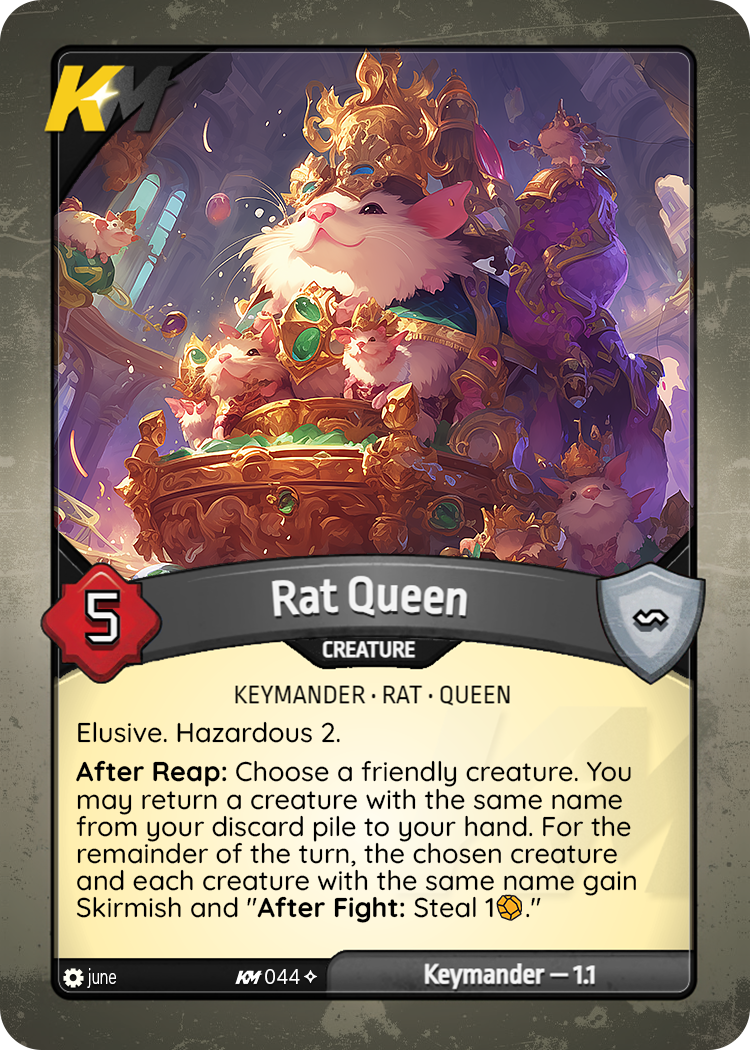 KM
Rat Queen
5
~
CREATURE
KEYMANDER · RAT · QUEEN
Elusive. Hazardous 2.
After Reap: Choose a friendly creature. You
may return a creature with the same name
from your discard pile to your hand. For the
remainder of the turn, the chosen creature
and each creature with the same name gain
Skirmish and "After Fight: Steal 1."
june
KM 044
Keymander — 1.1